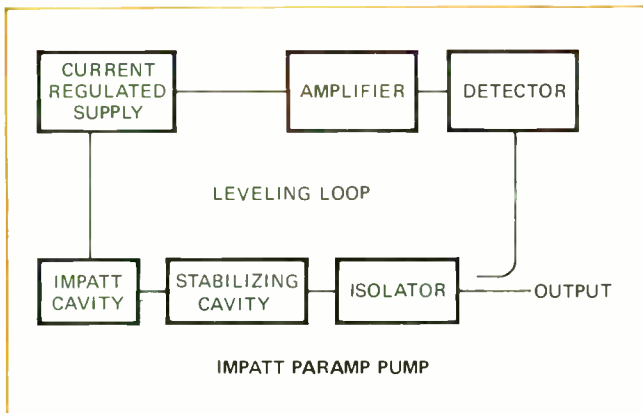 CURRENT
REGULATED
SUPPLY
AMPLIFIER
DETECTOR
LEVELING LOOP
IMPATT
CAVITY
STABILIZING
CAVITY
ISOLATOR
OUTPUT
IMPATT PARAMP PUMP